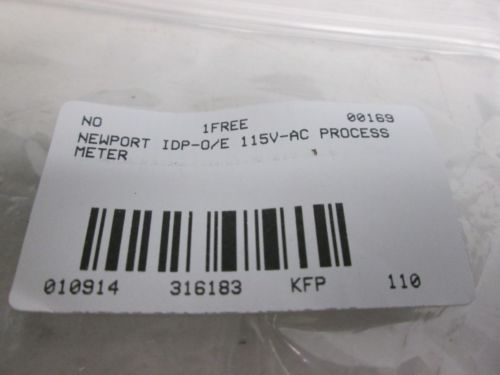 NO 1FREE 00169
NEWPORT IDP-O/E 115V-AC PROCESS
METER
010914 316183 KFP 110